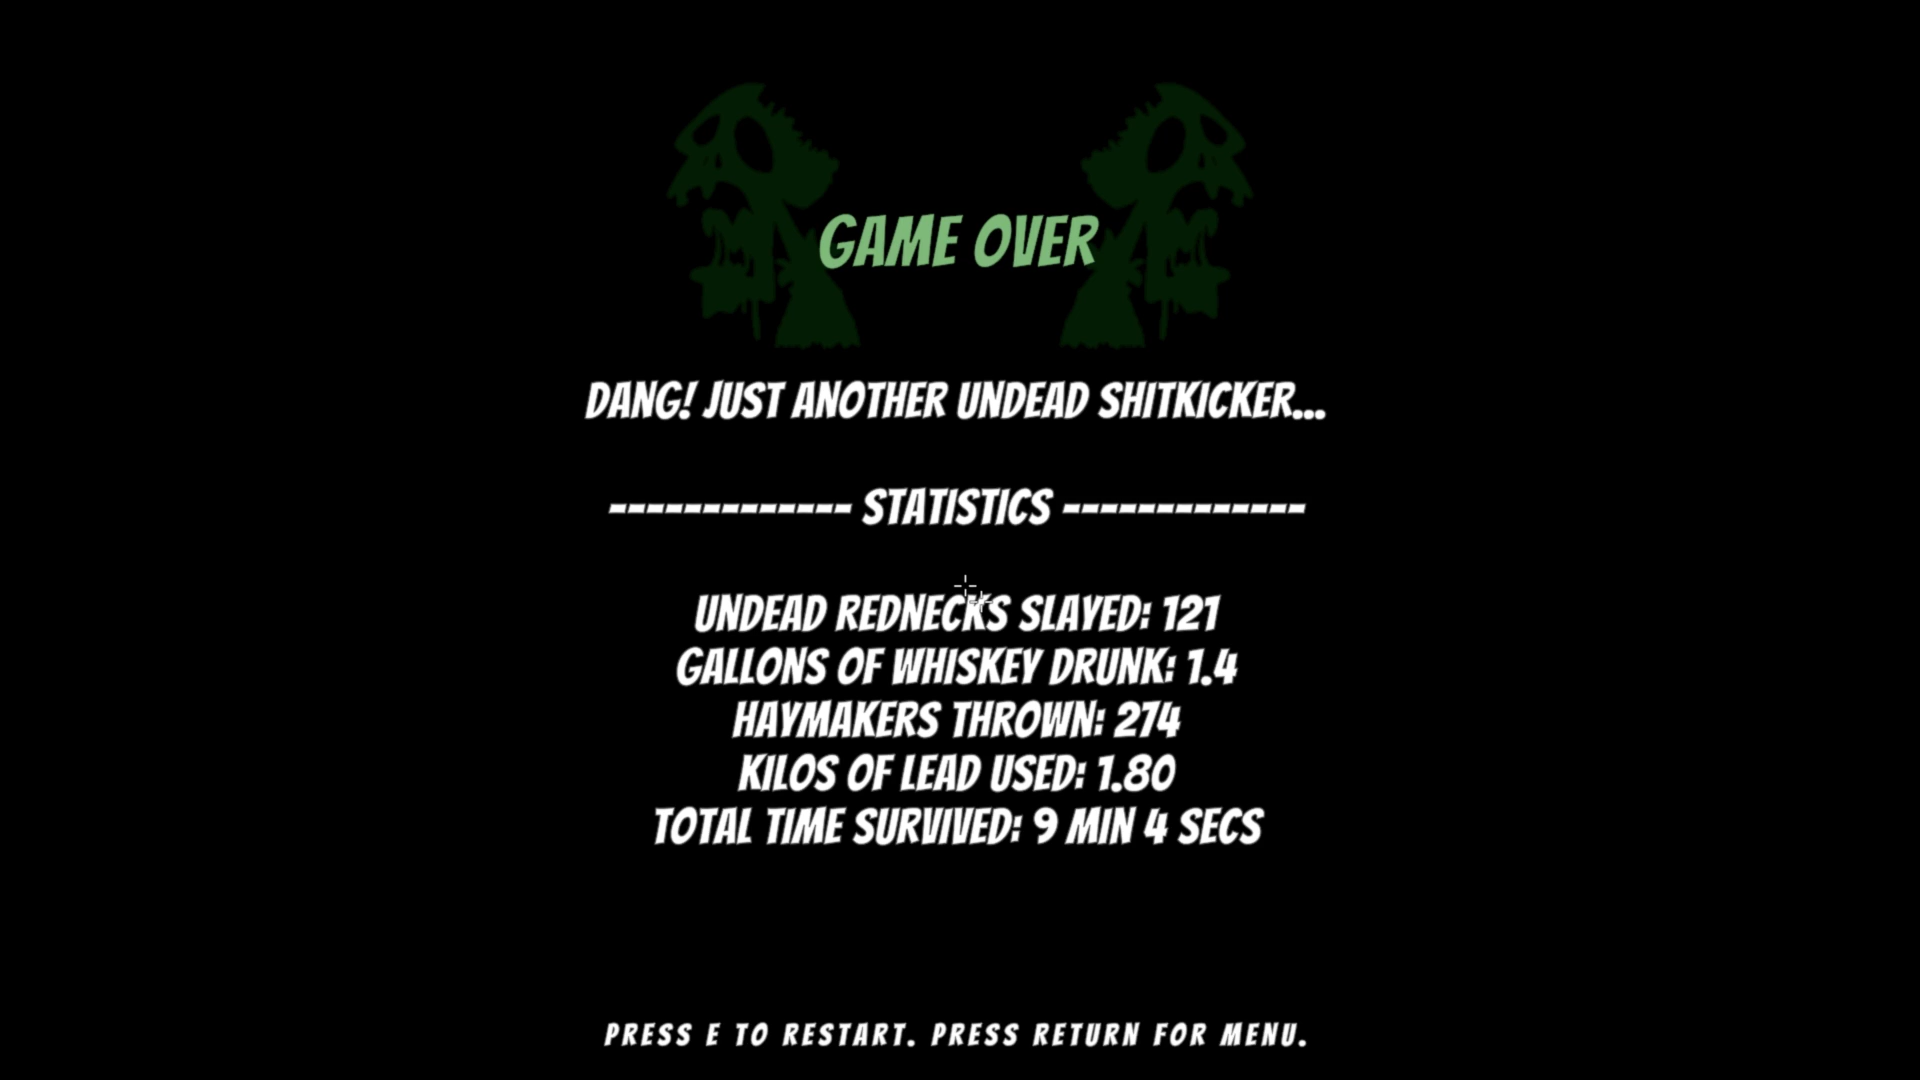 GAME OVER
DANG! JUST ANOTHER UNDEAD SHITKICKER...
------------- STATISTICS -------------
UNDEAD REDNECKS SLAYED: 121
GALLONS OF WHISKEY DRUNK: 1.4
HAYMAKERS THROWN: 274
KILOS OF LEAD USED: 1.80
TOTAL TIME SURVIVED: 9 MIN 4 SECS
PRESS E TO RESTART. PRESS RETURN FOR MENU.